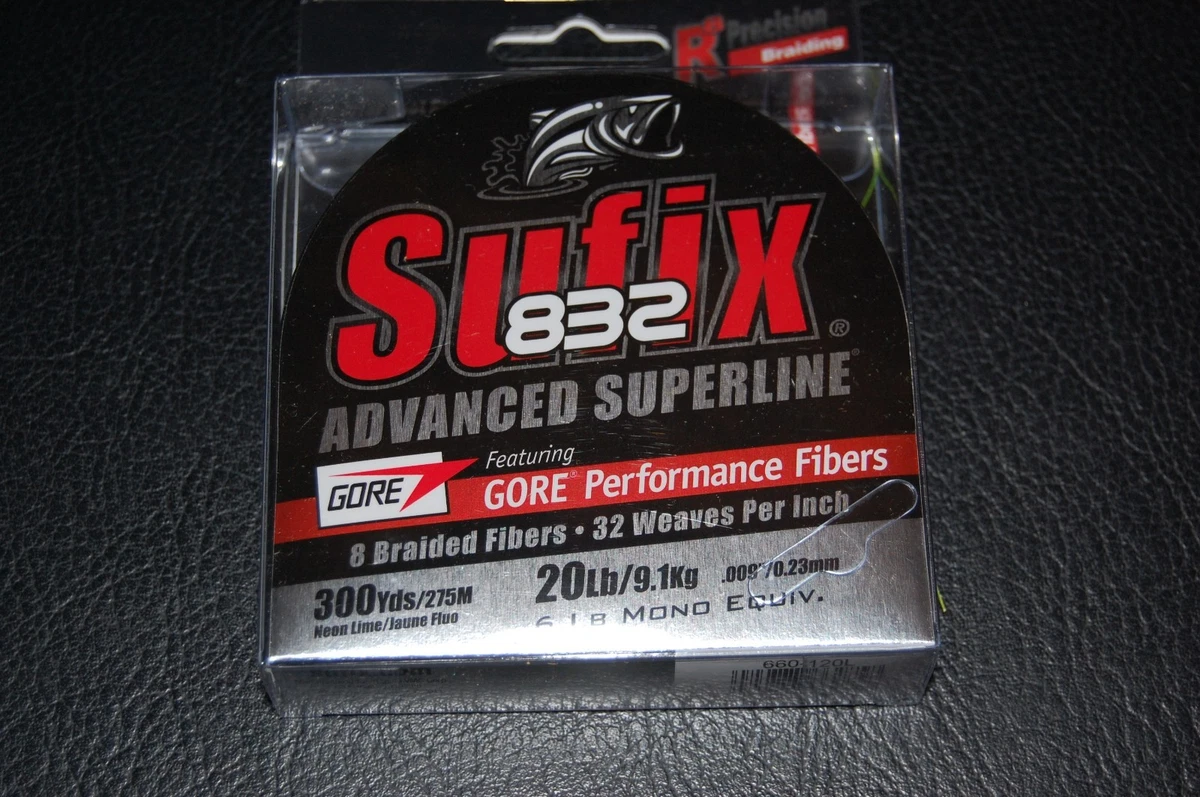 R8 Precision
Braiding
Sufix®
832
ADVANCED SUPERLINE®
GORE
Featuring
GORE® Performance Fibers
8 Braided Fibers • 32 Weaves Per Inch
300Yds/275M
Neon Lime/Jaune Fluo
20Lb/9.1Kg
.009"/0.23mm
6 LB MONO EQUIV.
660-120L